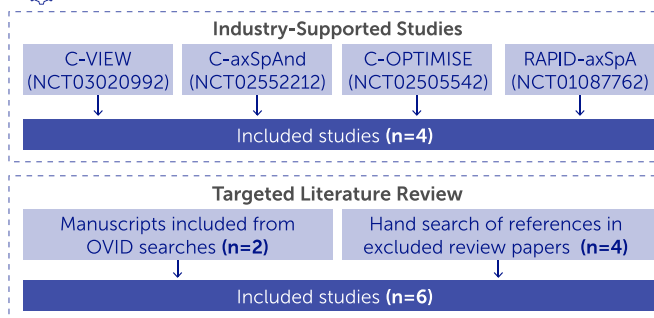 Industry-Supported Studies
C-VIEW
(NCT03020992)
C-axSpAnd
(NCT02552212)
C-OPTIMISE
(NCT02505542)
RAPID-axSpA
(NCT01087762)
Included studies (n=4)
Targeted Literature Review
Manuscripts included from
OVID searches (n=2)
Hand search of references in
excluded review papers (n=4)
Included studies (n=6)